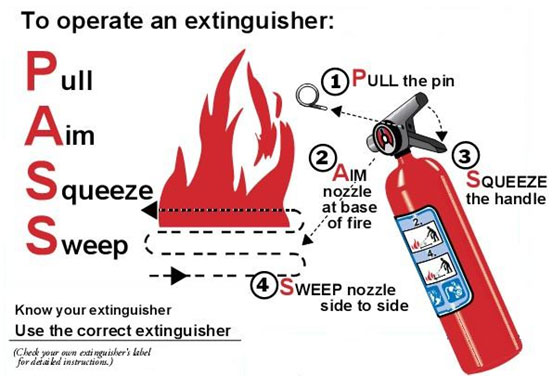 To operate an extinguisher:
Pull
Aim
Squeeze
Sweep
1 PULL the pin
2 AIM
nozzle
at base
of fire
3 SQUEEZE
the handle
4 SWEEP nozzle
side to side
2.
4.
Know your extinguisher
Use the correct extinguisher
(Check your own extinguisher's label
for detailed instructions.)